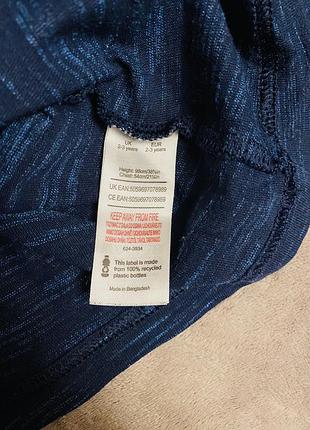 UK EUR
2-3 years 2-3 years
Height: 98cm/38½in
Chest: 54cm/21¼in
UK EAN:5059697078989
CE EAN:5059697078989
KEEP AWAY FROM FIRE
624-3934
This label is made
from 100% recycled
plastic bottles
Made in Bangladesh